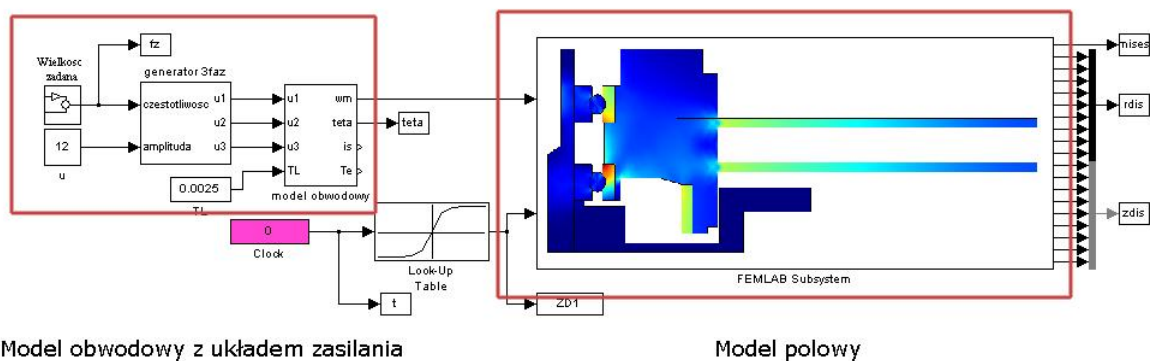 Wielkosc
zadana
fz
generator 3faz
czestotliwosc
amplituda
u1
u2
u3
12
u
0.0025
TL
u1
u2
u3
TL
wm
teta
is
Te
model obwodowy
teta
0
Clock
t
Look-Up
Table
ZD1
FEMLAB Subsystem
mises
rdis
zdis
Model obwodowy z układem zasilania
Model polowy